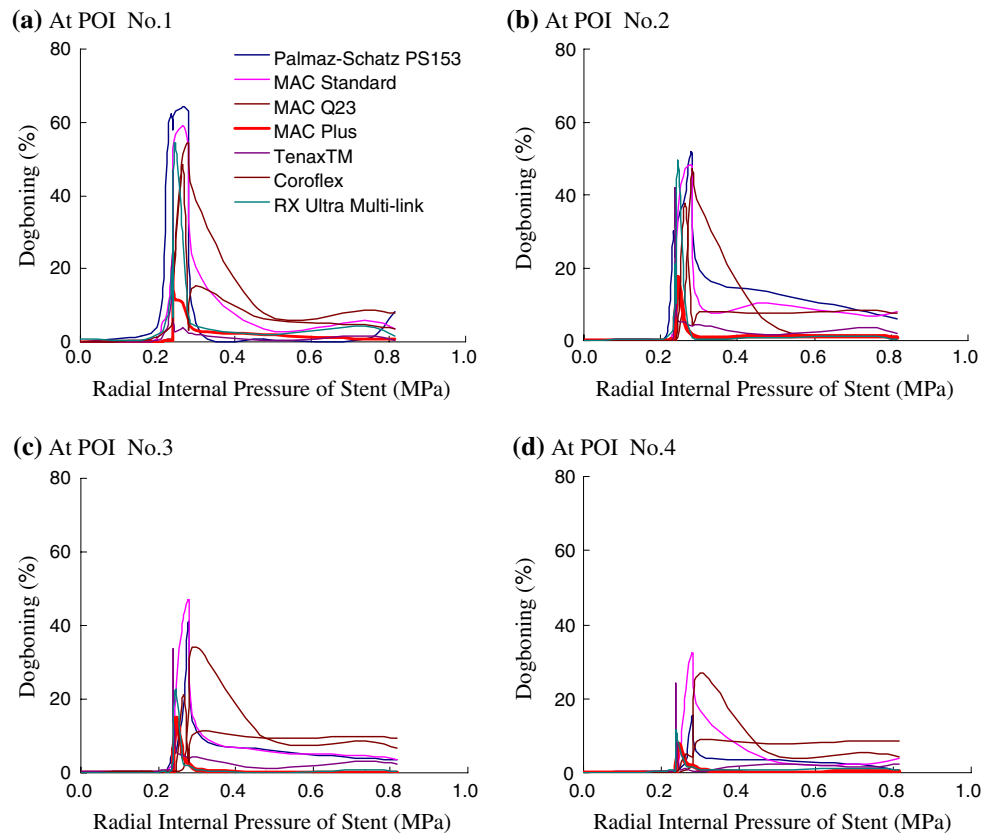 (a) At POI No.1
80
60
40
20
0
0.0 0.2 0.4 0.6 0.8 1.0
Dogboning (%)
Radial Internal Pressure of Stent (MPa)
Palmaz-Schatz PS153
MAC Standard
MAC Q23
MAC Plus
TenaxTM
Coroflex
RX Ultra Multi-link
(b) At POI No.2
80
60
40
20
0
0.0 0.2 0.4 0.6 0.8 1.0
Dogboning (%)
Radial Internal Pressure of Stent (MPa)
(c) At POI No.3
80
60
40
20
0
0.0 0.2 0.4 0.6 0.8 1.0
Dogboning (%)
Radial Internal Pressure of Stent (MPa)
(d) At POI No.4
80
60
40
20
0
0.0 0.2 0.4 0.6 0.8 1.0
Dogboning (%)
Radial Internal Pressure of Stent (MPa)